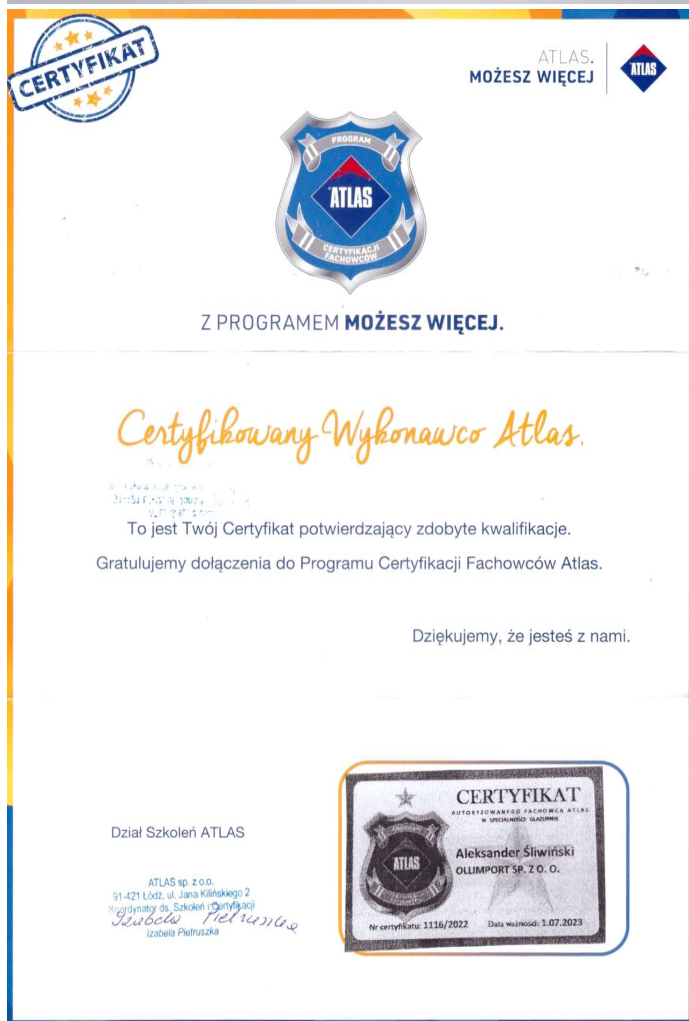 CERTYFIKAT
ATLAS.
MOŻESZ WIĘCEJ
ATLAS
PROGRAM
ATLAS
CERTYFIKACJI
FACHOWCÓW
Z PROGRAMEM MOŻESZ WIĘCEJ.
Certyfikowany Wykonawco Atlas.
To jest Twój Certyfikat potwierdzający zdobyte kwalifikacje.
Gratulujemy dołączenia do Programu Certyfikacji Fachowców Atlas.
Dziękujemy, że jesteś z nami.
Dział Szkoleń ATLAS
ATLAS sp. z o.o.
91-421 Łódź, ul. Jana Kilińskiego 2
Koordynator ds. Szkoleń i Certyfikacji
Izabela Pietruszka
Izabela Pietruszka
CERTYFIKAT
AUTORYZOWANEGO FACHOWCA ATLAS
W SPECJALNOŚCI GLAZURNIK
ATLAS
Aleksander Śliwiński
OLLIMPORT SP. Z O. O.
Nr certyfikatu: 1116/2022
Data ważności: 1.07.2023